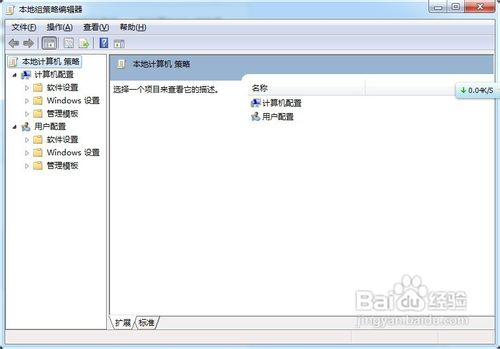 本地组策略编辑器
文件(F) 操作(A) 查看(V) 帮助(H)
本地计算机 策略
计算机配置
软件设置
Windows 设置
管理模板
用户配置
软件设置
Windows 设置
管理模板
本地计算机 策略
选择一个项目来查看它的描述。
名称
计算机配置
用户配置
0.04K/S
扩展 标准
Baidu 经验
jingyan.baidu.com